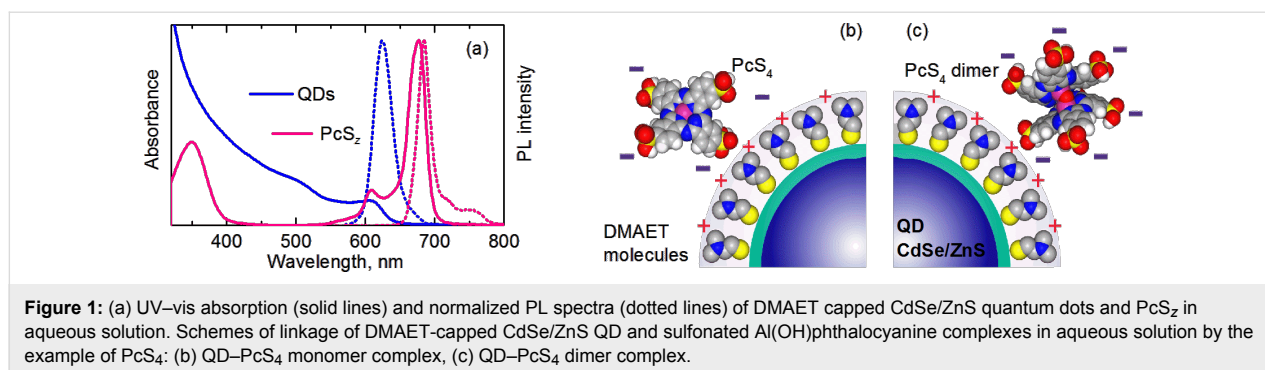 (a)
QDs
PcSz
Absorbance
PL intensity
400 500 600 700 800
Wavelength, nm
(b)
PcS4
DMAET
molecules
(c)
PcS4 dimer
QD
CdSe/ZnS
Figure 1: (a) UV–vis absorption (solid lines) and normalized PL spectra (dotted lines) of DMAET capped CdSe/ZnS quantum dots and PcSz in
aqueous solution. Schemes of linkage of DMAET-capped CdSe/ZnS QD and sulfonated Al(OH)phthalocyanine complexes in aqueous solution by the
example of PcS4: (b) QD–PcS4 monomer complex, (c) QD–PcS4 dimer complex.